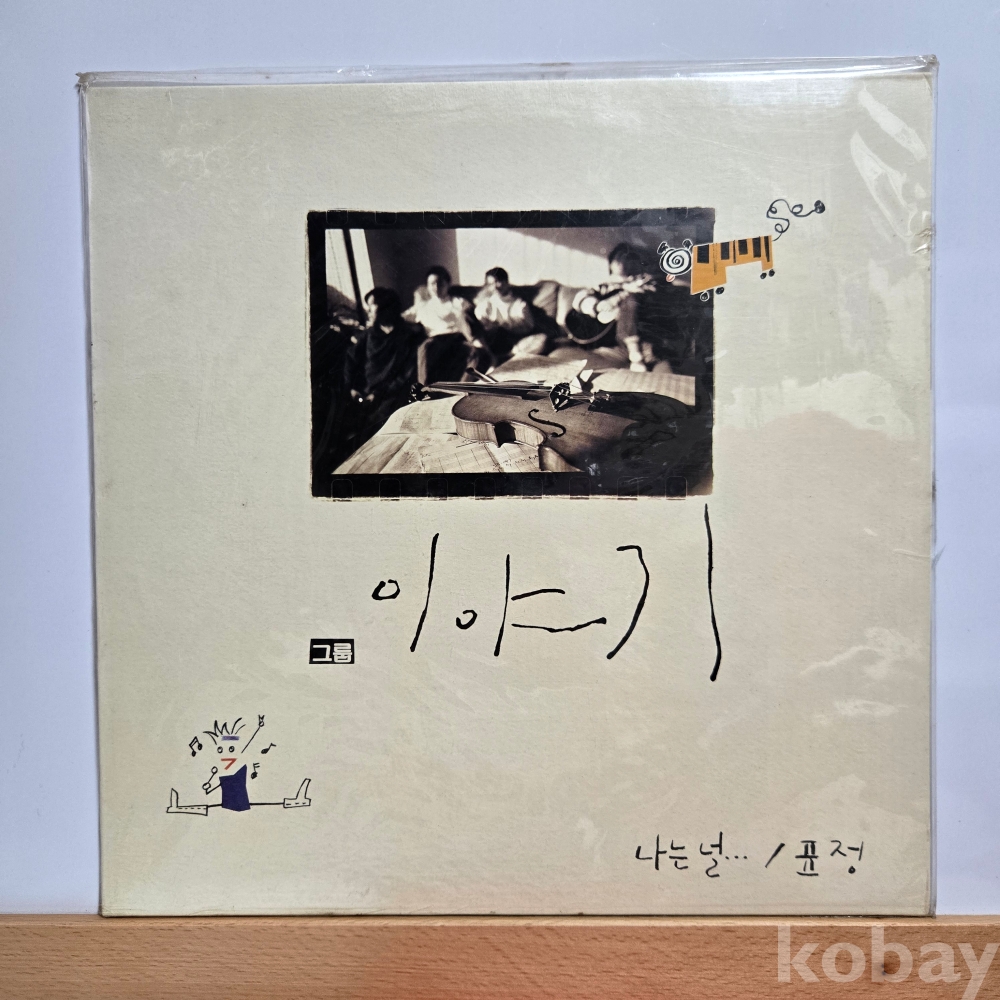 이야기
그룹
나는 널... / 표정
kobay